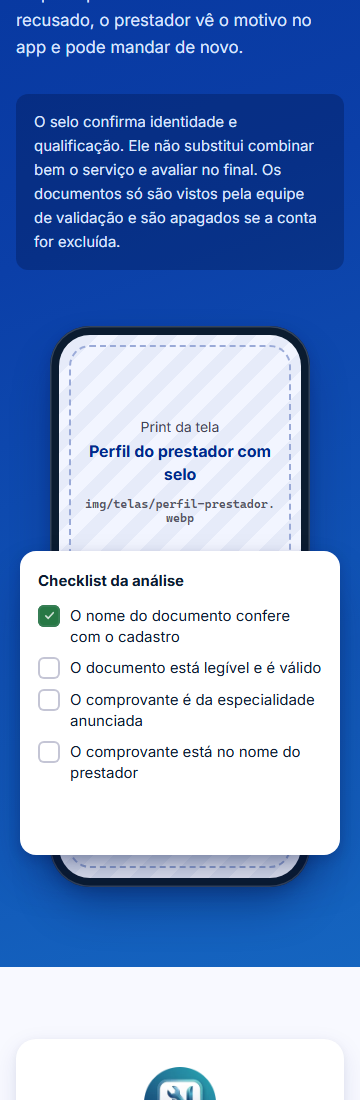 recusado, o prestador vê o motivo no
app e pode mandar de novo.
O selo confirma identidade e
qualificação. Ele não substitui combinar
bem o serviço e avaliar no final. Os
documentos só são vistos pela equipe
de validação e são apagados se a conta
for excluída.
Print da tela
Perfil do prestador com
selo
img/telas/perfil-prestador.
webp
Checklist da análise
O nome do documento confere
com o cadastro
O documento está legível e é válido
O comprovante é da especialidade
anunciada
O comprovante está no nome do
prestador